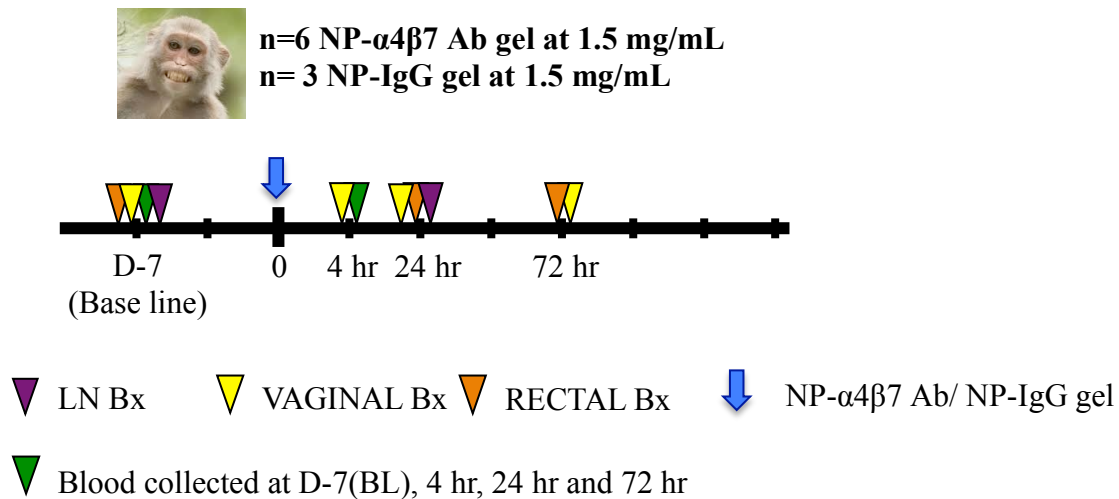 n=6 NP-α4β7 Ab gel at 1.5 mg/mL
n= 3 NP-IgG gel at 1.5 mg/mL
D-7
(Base line)
0
4 hr
24 hr
72 hr
LN Bx
VAGINAL Bx
RECTAL Bx
NP-α4β7 Ab/ NP-IgG gel
Blood collected at D-7(BL), 4 hr, 24 hr and 72 hr